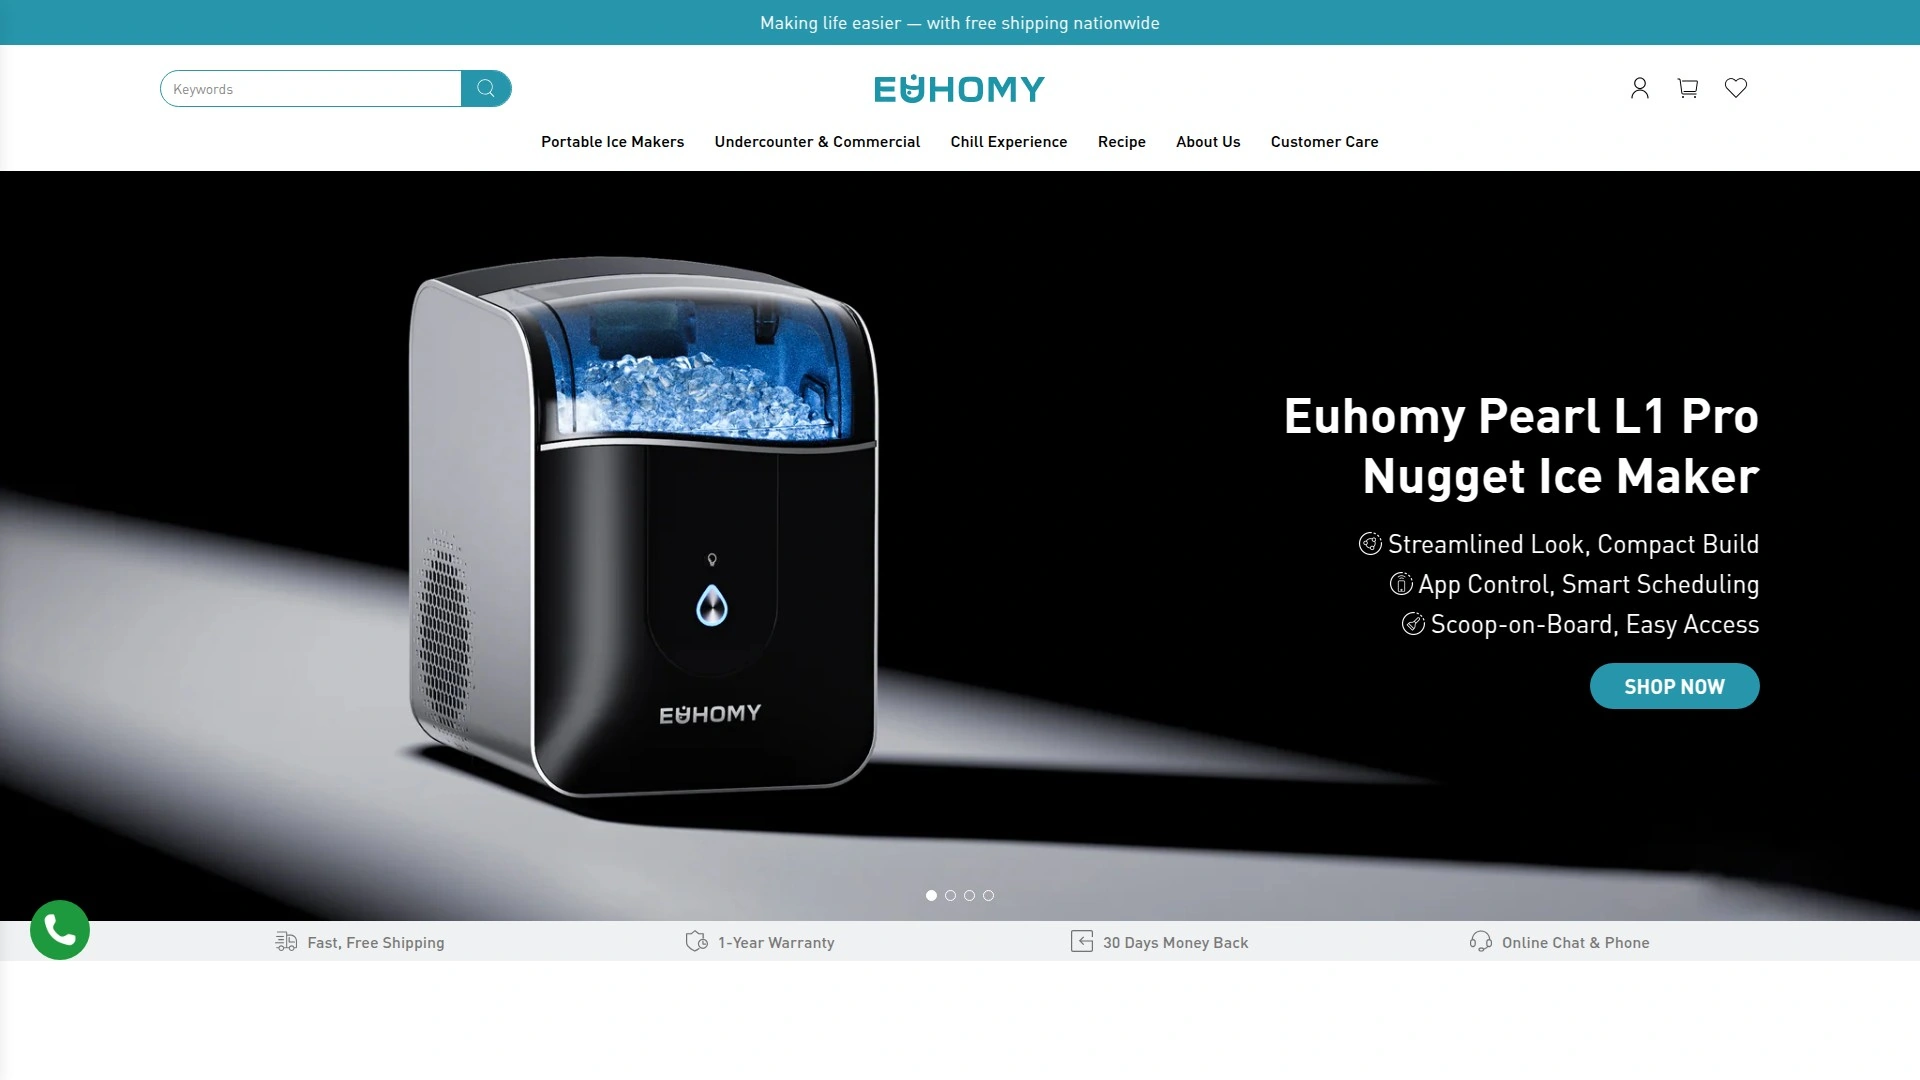 Making life easier — with free shipping nationwide
Keywords
EUHOMY
Portable Ice Makers
Undercounter & Commercial
Chill Experience
Recipe
About Us
Customer Care
Euhomy Pearl L1 Pro
Nugget Ice Maker
Streamlined Look, Compact Build
App Control, Smart Scheduling
Scoop-on-Board, Easy Access
SHOP NOW
EUHOMY
Fast, Free Shipping
1-Year Warranty
30 Days Money Back
Online Chat & Phone